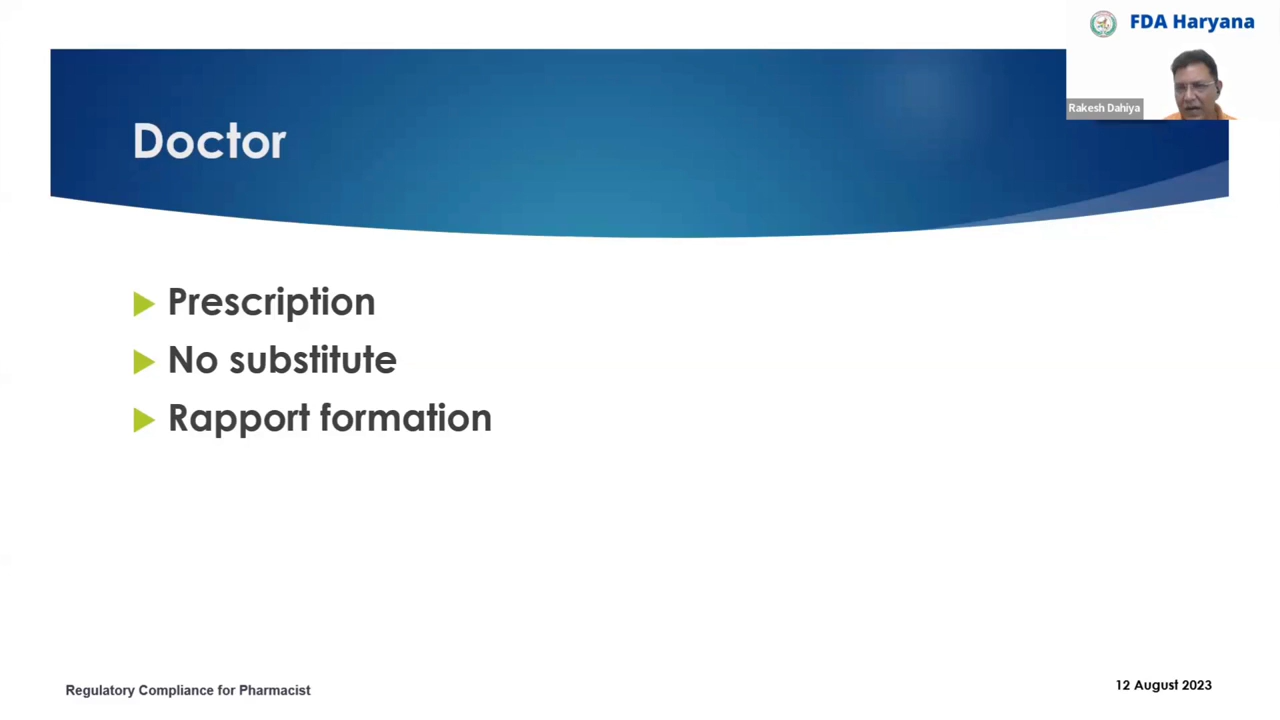 FDA Haryana
Rakesh Dahiya
Doctor
Prescription
No substitute
Rapport formation
Regulatory Compliance for Pharmacist
12 August 2023